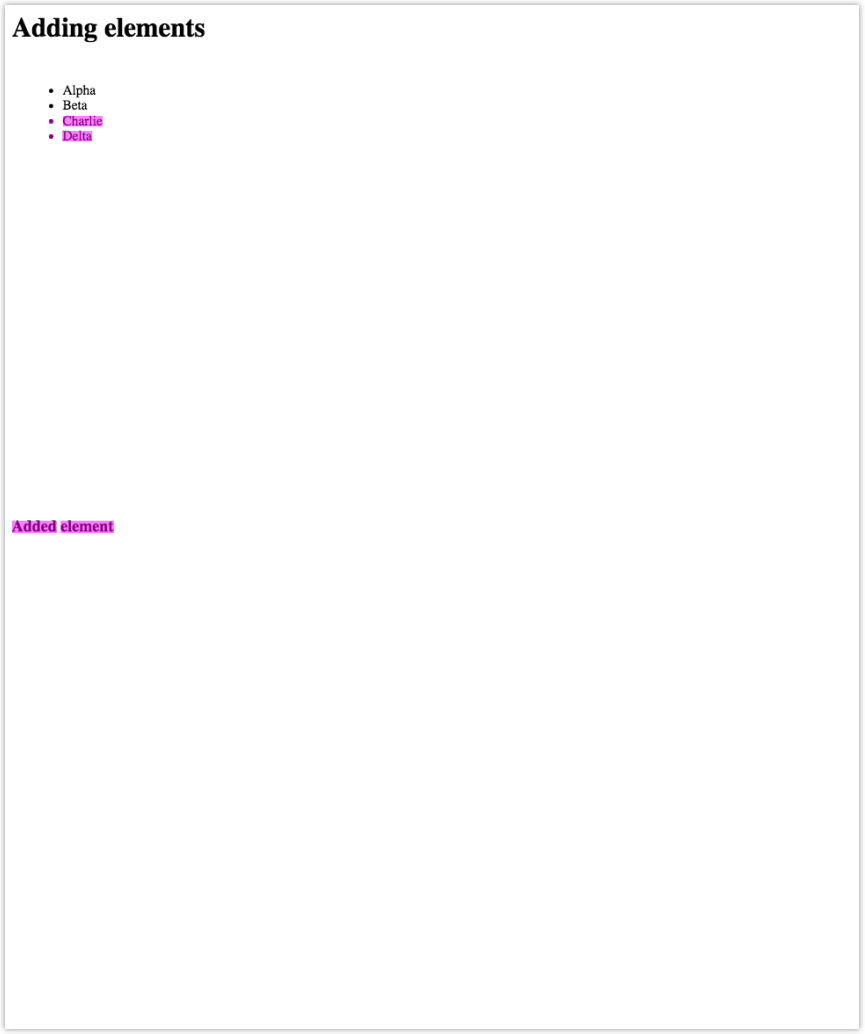 Adding elements
Alpha
Beta
Charlie
Delta
Added element